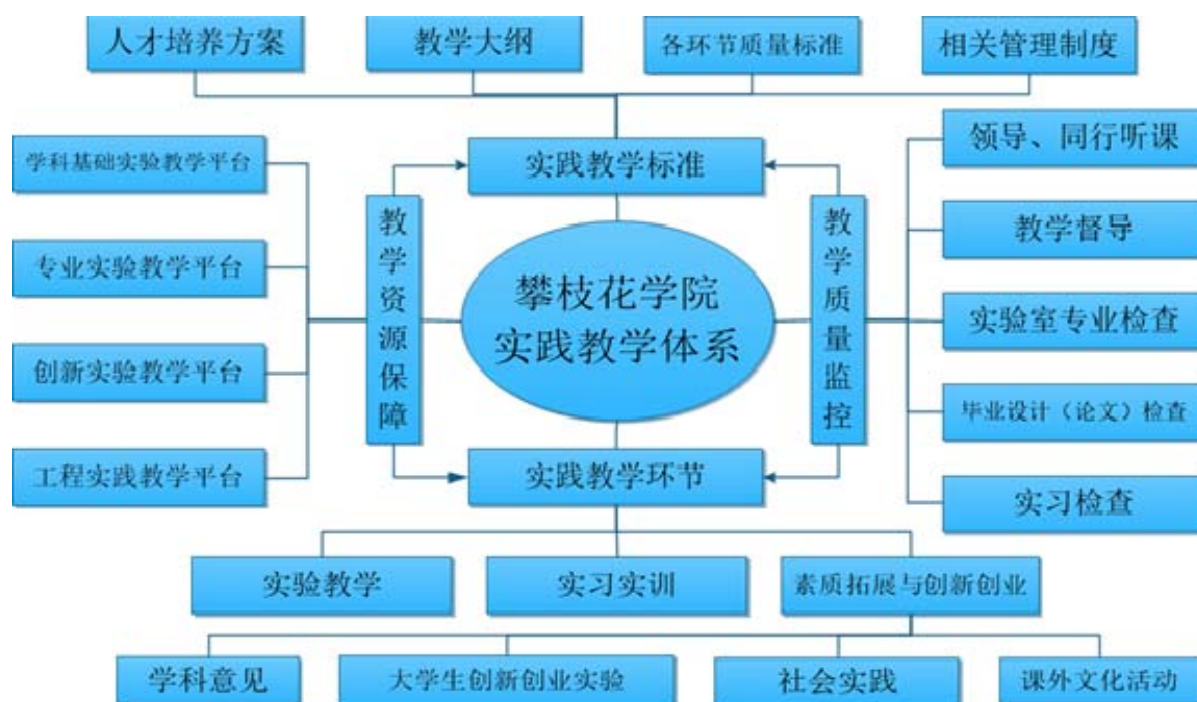 人才培养方案
教学大纲
各环节质量标准
相关管理制度
学科基础实验教学平台
专业实验教学平台
创新实验教学平台
工程实践教学平台
教学资源保障
实践教学标准
攀枝花学院
实践教学体系
实践教学环节
教学质量监控
领导、同行听课
教学督导
实验室专业检查
毕业设计（论文）检查
实习检查
实验教学
实习实训
素质拓展与创新创业
学科意见
大学生创新创业实验
社会实践
课外文化活动